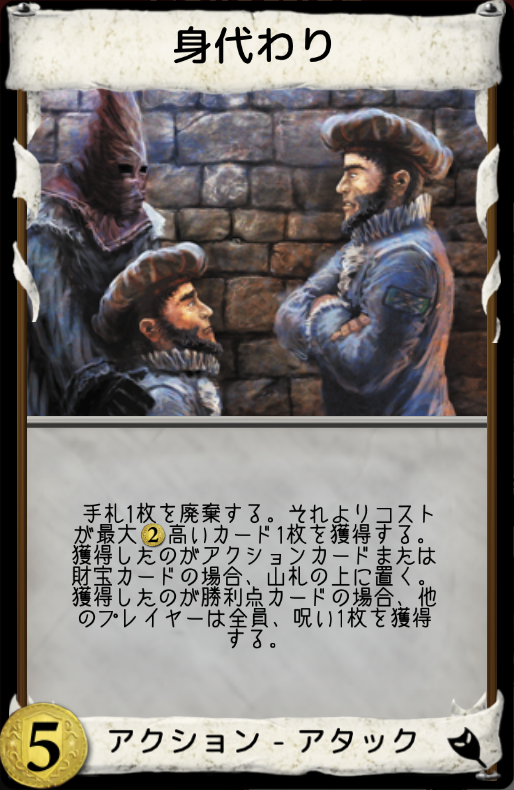 身代わり
手札1枚を廃棄する。それよりコスト
が最大2高いカード1枚を獲得する。
獲得したのがアクションカードまたは
財宝カードの場合、山札の上に置く。
獲得したのが勝利点カードの場合、他
のプレイヤーは全員、呪い1枚を獲得
する。
5
アクション - アタック